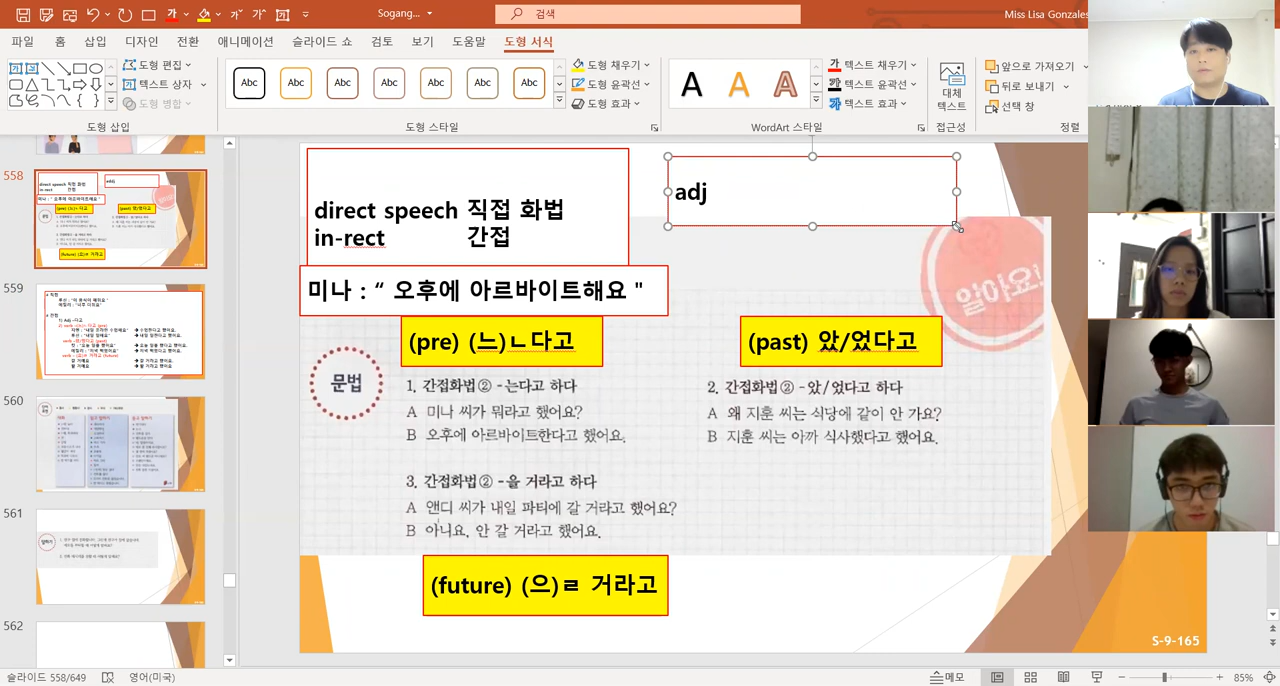 Sogang...
검색
Miss Lisa Gonzales
파일 홈 삽입 디자인 전환 애니메이션 슬라이드 쇼 검토 보기 도움말 도형 서식
도형 편집
텍스트 상자
도형 병합
도형 삽입
Abc Abc Abc Abc Abc Abc Abc
도형 채우기
도형 윤곽선
도형 효과
도형 스타일
A A A
텍스트 채우기
텍스트 윤곽선
텍스트 효과
WordArt 스타일
대체
텍스트
접근성
앞으로 가져오기
뒤로 보내기
선택 창
정렬
558
559
560
561
562
direct speech 직접 화법
in-rect 간접
adj
미나 : “ 오후에 아르바이트해요 "
알아요!
(pre) (느)ㄴ다고
(past) 았/었다고
문법
1. 간접화법② -는다고 하다
A 미나 씨가 뭐라고 했어요?
B 오후에 아르바이트한다고 했어요.
2. 간접화법② -았/었다고 하다
A 왜 지훈 씨는 식당에 같이 안 가요?
B 지훈 씨는 아까 식사했다고 했어요.
3. 간접화법② -을 거라고 하다
A 앤디 씨가 내일 파티에 갈 거라고 했어요?
B 아니요. 안 갈 거라고 했어요.
(future) (으)ㄹ 거라고
S-9-165
슬라이드 558/649
영어(미국)
메모
85%